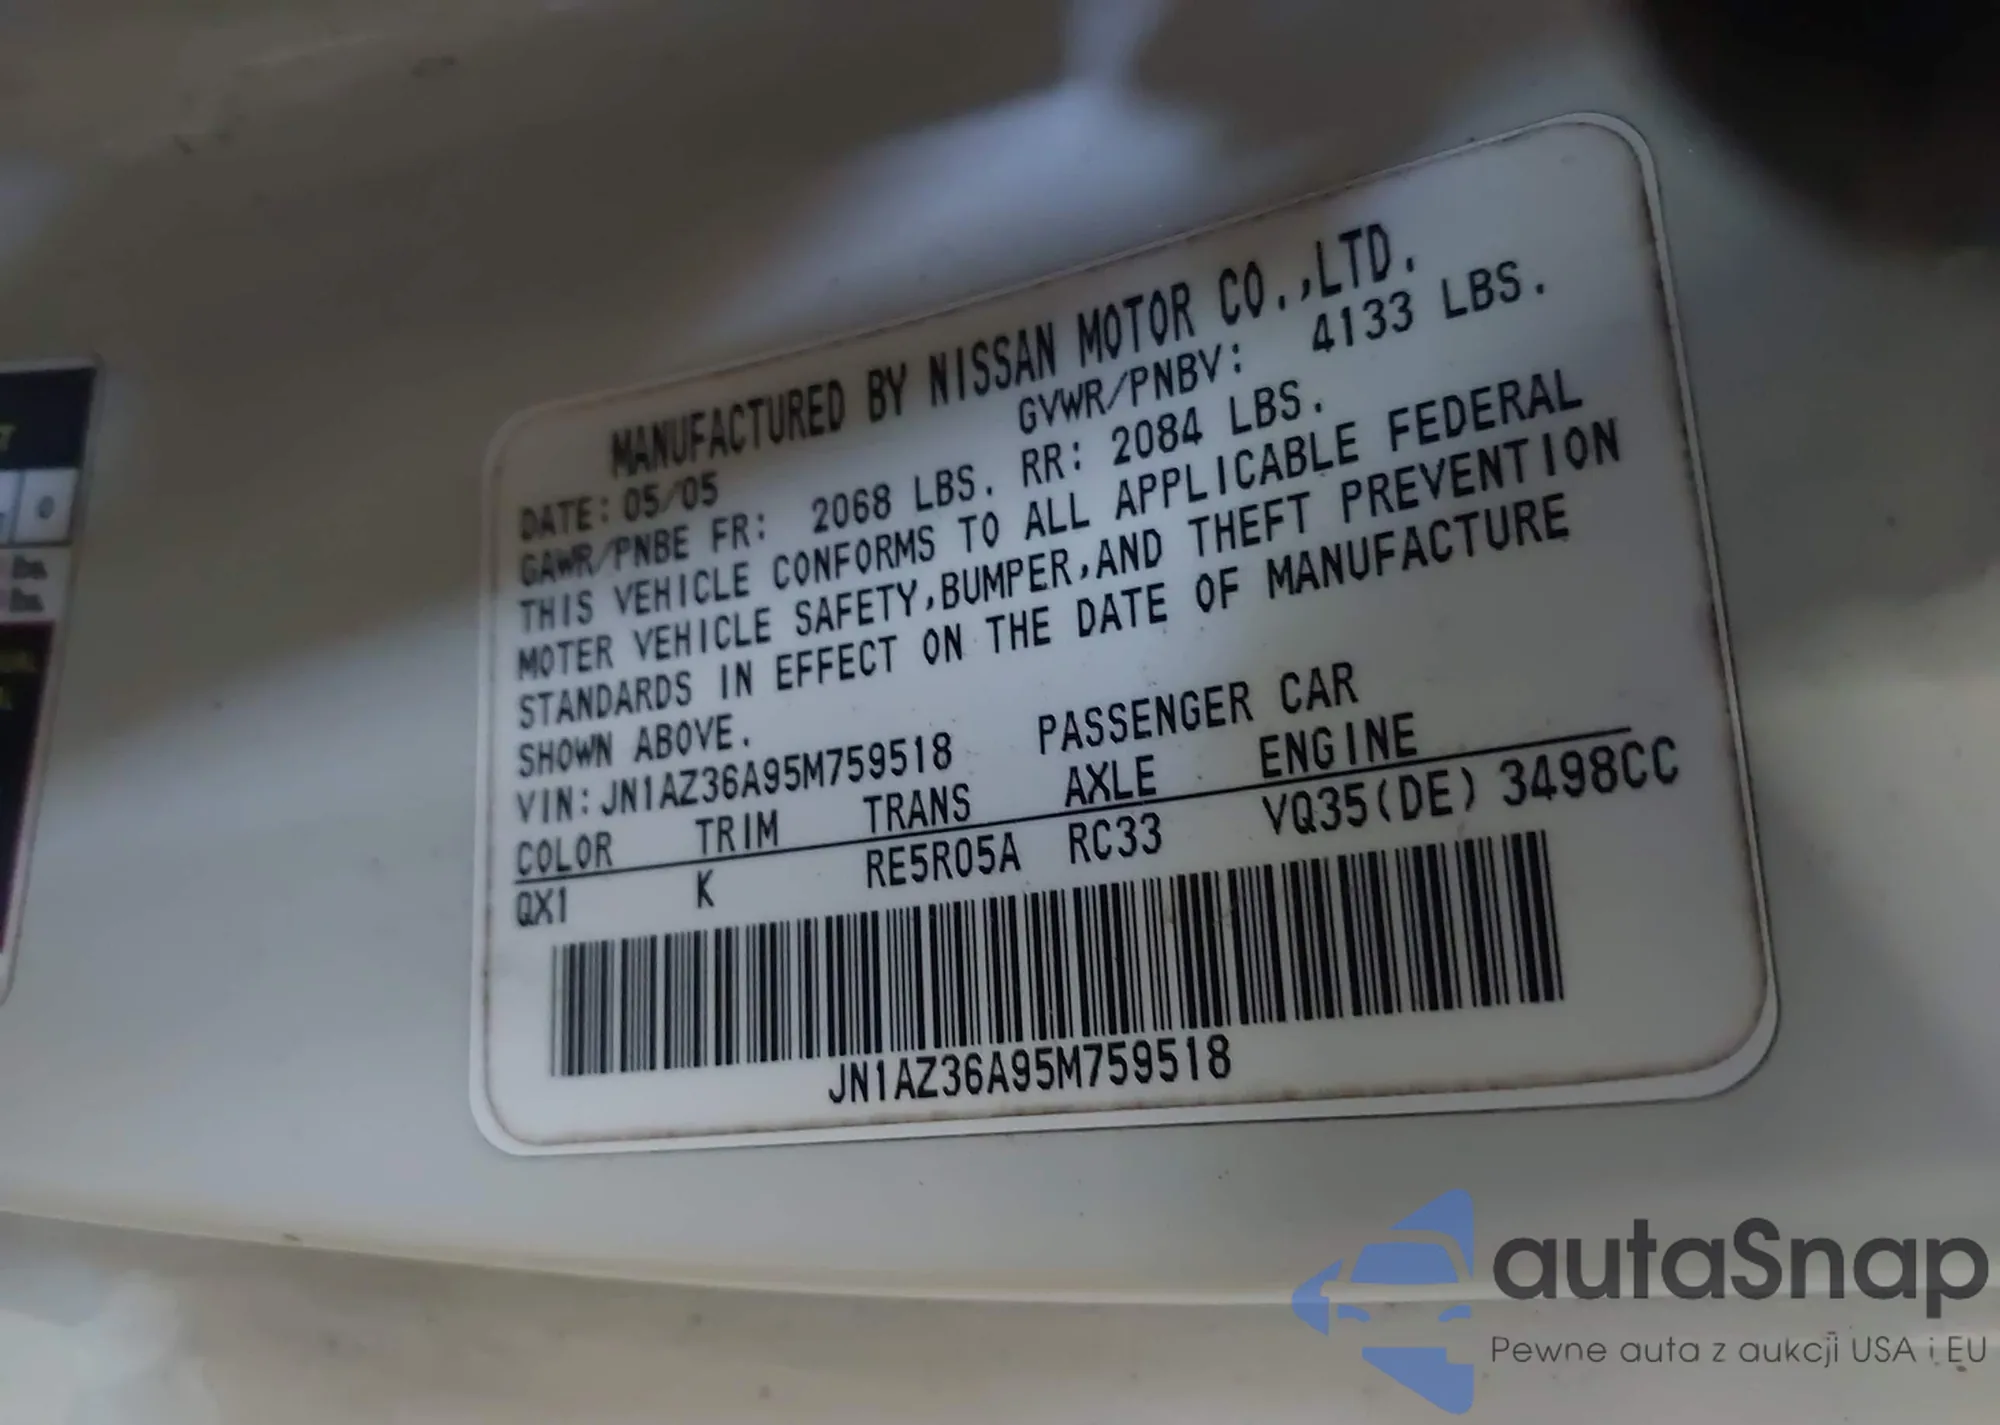 MANUFACTURED BY NISSAN MOTOR CO.,LTD.
DATE: 05/05 GVWR/PNBV: 4133 LBS.
GAWR/PNBE FR: 2068 LBS. RR: 2084 LBS.
THIS VEHICLE CONFORMS TO ALL APPLICABLE FEDERAL
MOTER VEHICLE SAFETY,BUMPER,AND THEFT PREVENTION
STANDARDS IN EFFECT ON THE DATE OF MANUFACTURE
SHOWN ABOVE.
VIN: JN1AZ36A95M759518 PASSENGER CAR
COLOR TRIM TRANS AXLE ENGINE
QX1 K RE5R05A RC33 VQ35(DE) 3498CC
JN1AZ36A95M759518
0
lbs.
lbs.
autaSnap
Pewne auta z aukcji USA i EU